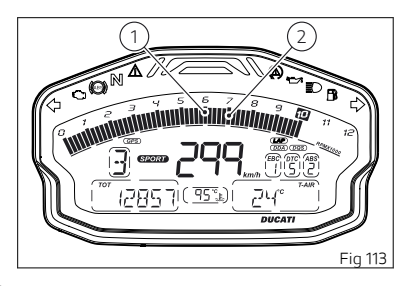 1 2
ABS N
0 1 2 3 4 5 6 7 8 9 10 11 12
RPMX1000
GPS LAP
DDA DQS
3 SPORT 299 km/h
EBC DTC ABS
1 5 2
TOT T-AIR
12857 95°C 24°C
DUCATI
Fig 113